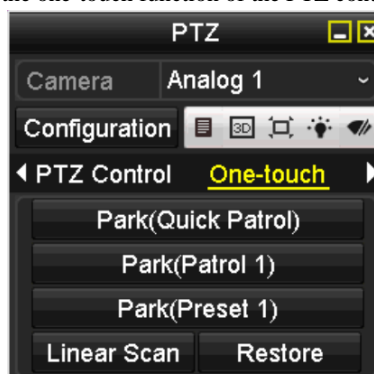 PTZ
Camera Analog 1
Configuration 3D
PTZ Control One-touch
Park(Quick Patrol)
Park(Patrol 1)
Park(Preset 1)
Linear Scan Restore